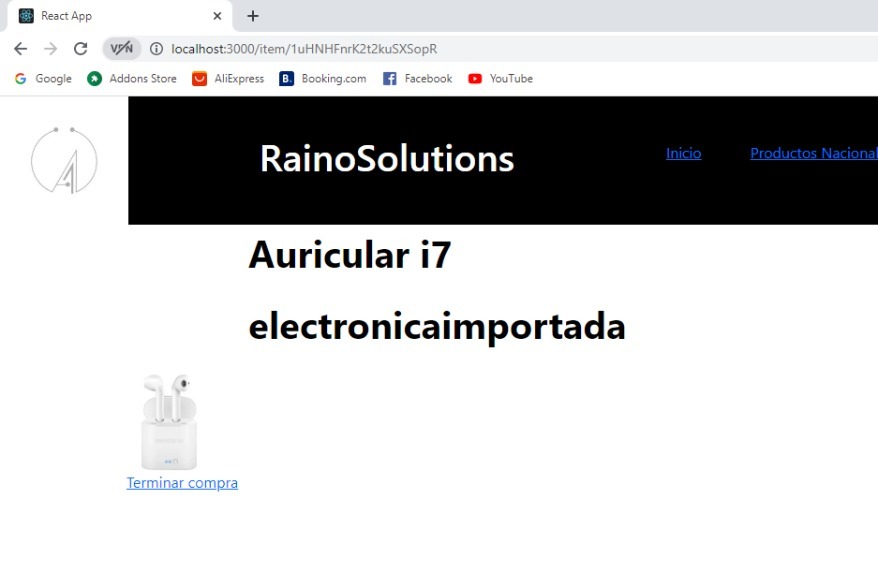 React App
VPN localhost:3000/item/1uHNHFnrK2t2kuSXSopR
Google Addons Store AliExpress Booking.com Facebook YouTube
RainoSolutions Inicio Productos Nacional
Auricular i7
electronicaimportada
Terminar compra